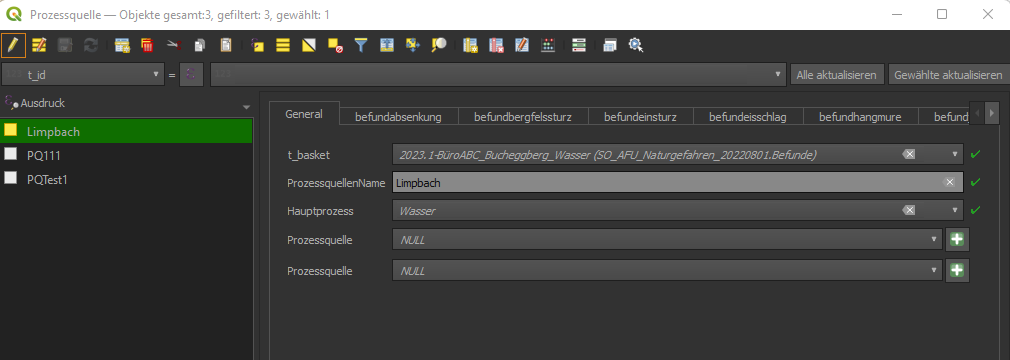 Prozessquelle — Objekte gesamt:3, gefiltert: 3, gewählt: 1
t_id = Alle aktualisieren Gewählte aktualisieren
Ausdruck
Limpbach
PQ111
PQTest1
General befundabsenkung befundbergfelssturz befundeinsturz befundeisschlag befundhangmure
t_basket 2023.1-BüroABC_Bucheggberg_Wasser (SO_AFU_Naturgefahren_20220801.Befunde)
ProzessquellenName Limpbach
Hauptprozess Wasser
Prozessquelle NULL
Prozessquelle NULL